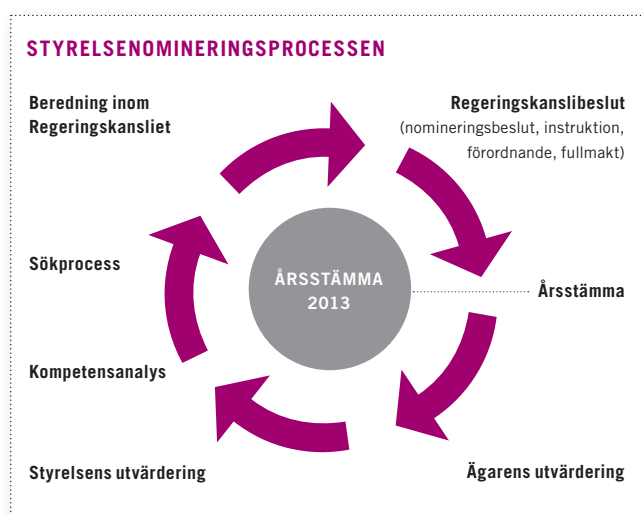 STYRELSENOMINERINGSPROCESSEN
Beredning inom
Regeringskansliet
Regeringskanslibeslut
(nomineringsbeslut, instruktion,
förordnande, fullmakt)
Sökprocess
ÅRSSTÄMMA
2013
Årsstämma
Kompetensanalys
Styrelsens utvärdering
Ägarens utvärdering